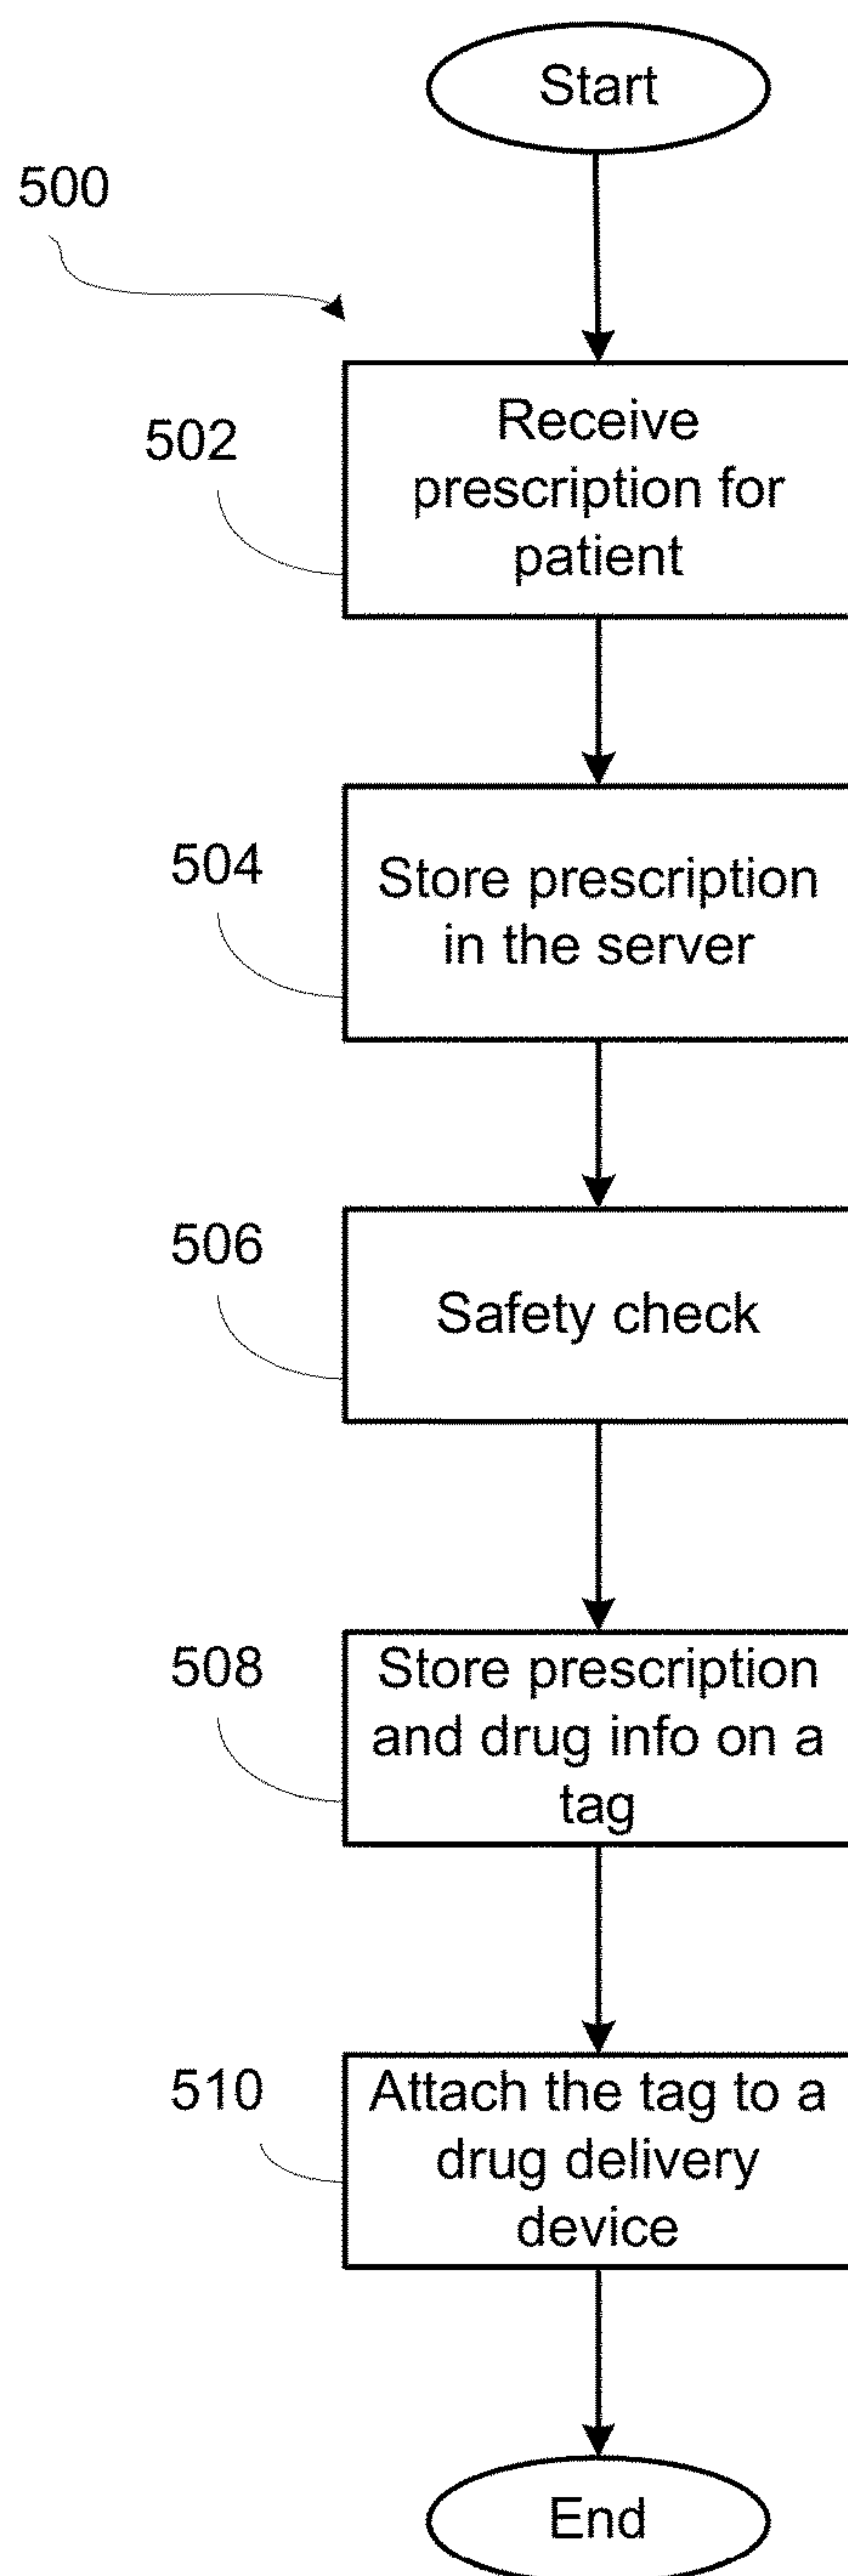 Start
500
502
Receive
prescription for
patient
504
Store prescription
in the server
506
Safety check
508
Store prescription
and drug info on a
tag
510
Attach the tag to a
drug delivery
device
End